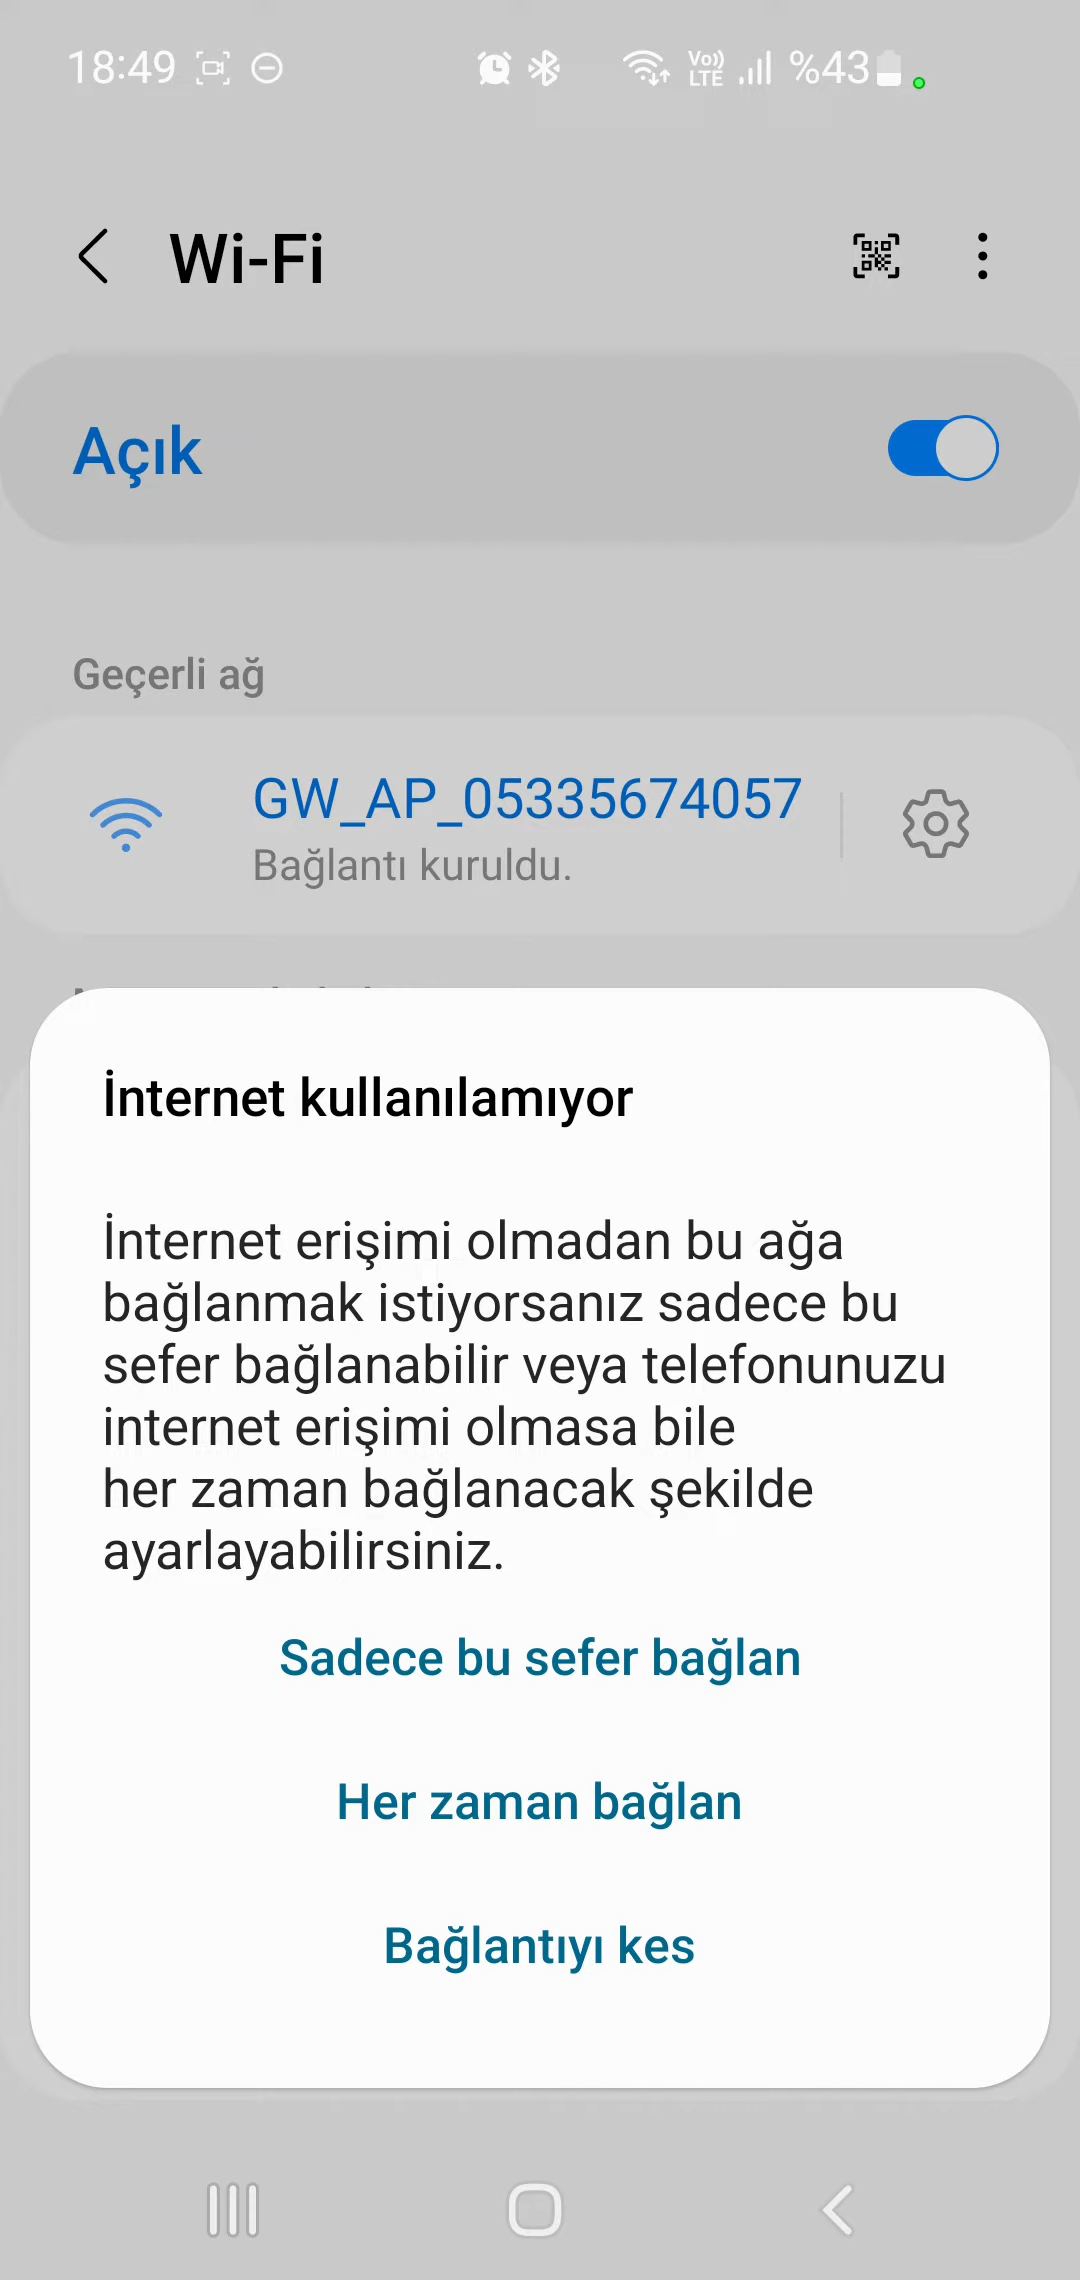 18:49
Vo)) LTE %43
Wi-Fi
Açık
Geçerli ağ
GW_AP_05335674057
Bağlantı kuruldu.
İnternet kullanılamıyor
İnternet erişimi olmadan bu ağa
bağlanmak istiyorsanız sadece bu
sefer bağlanabilir veya telefonunuzu
internet erişimi olmasa bile
her zaman bağlanacak şekilde
ayarlayabilirsiniz.
Sadece bu sefer bağlan
Her zaman bağlan
Bağlantıyı kes